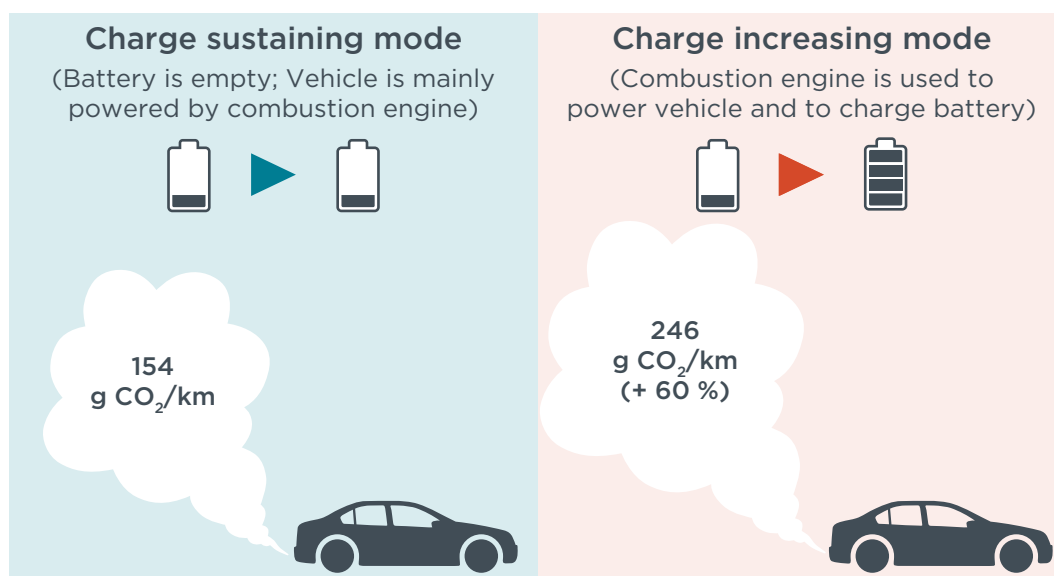 Charge sustaining mode
(Battery is empty; Vehicle is mainly
powered by combustion engine)
154
g CO₂/km
Charge increasing mode
(Combustion engine is used to
power vehicle and to charge battery)
246
g CO₂/km
(+ 60 %)